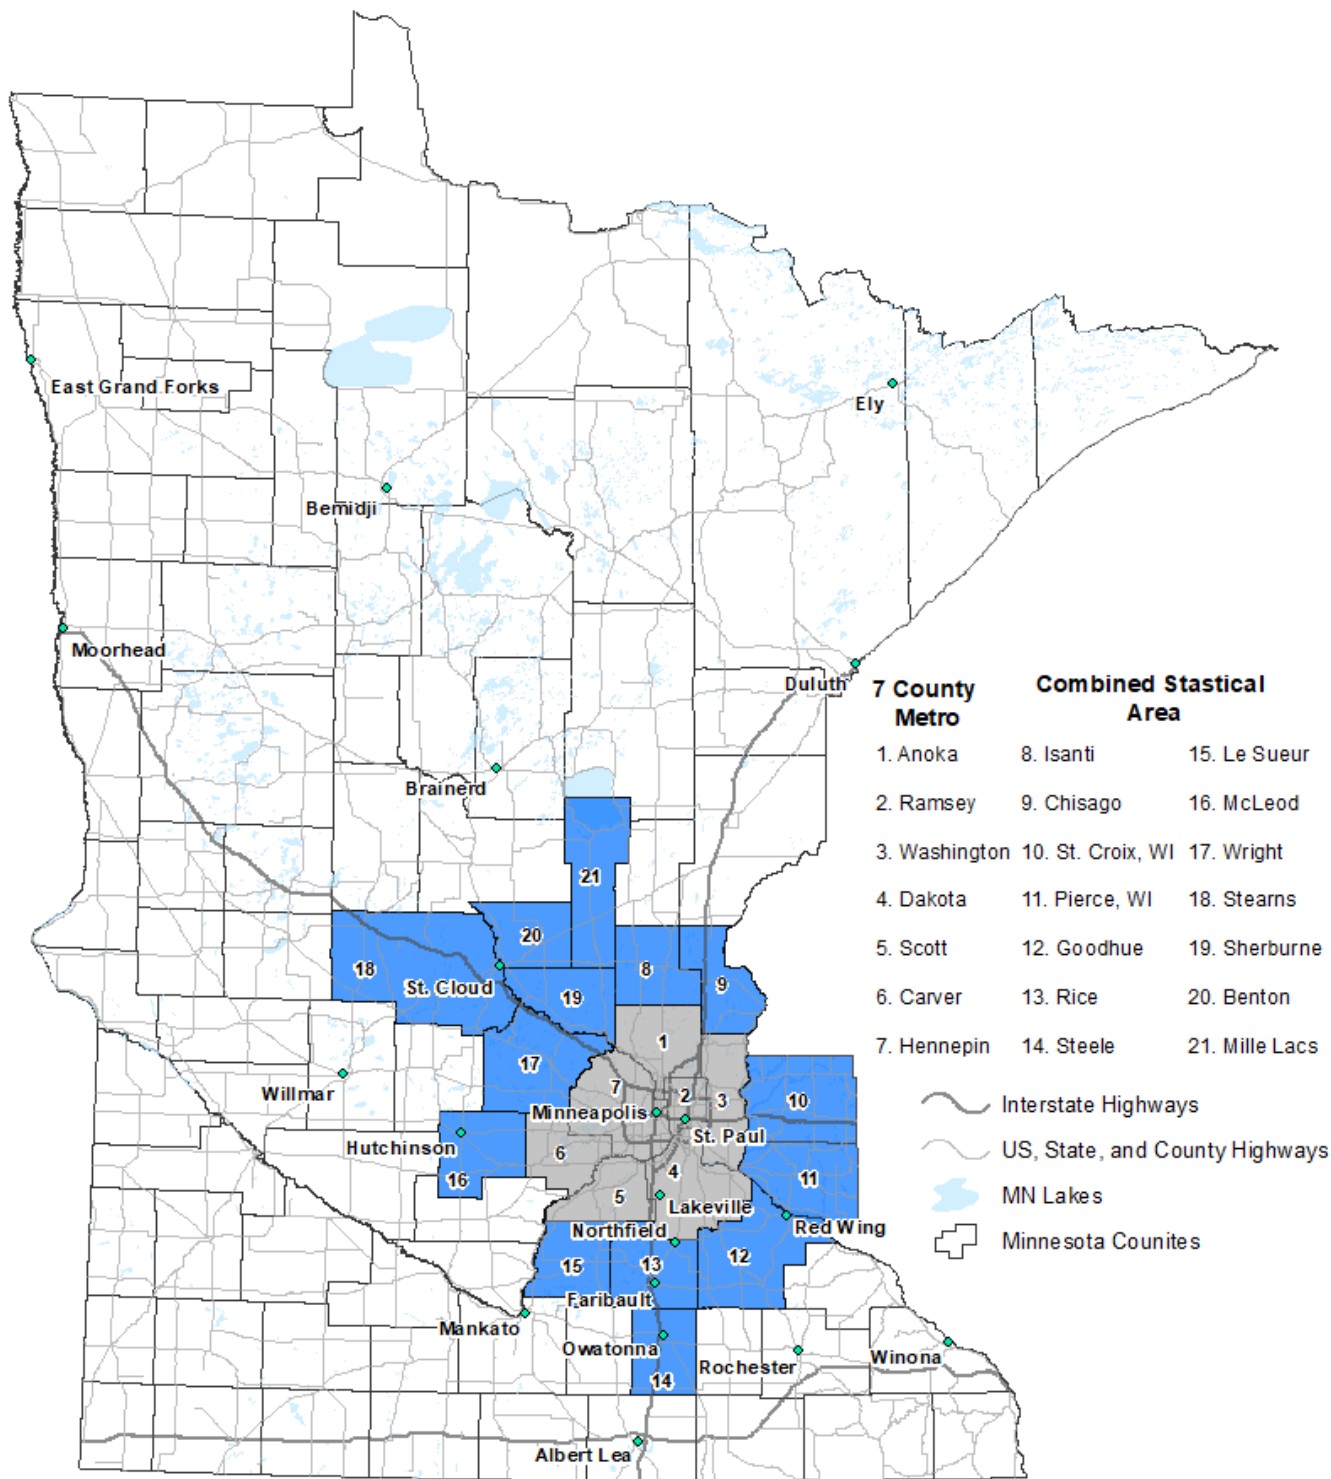 East Grand Forks
Ely
Bemidji
Moorhead
Duluth
Brainerd
7 County
Metro
1. Anoka
2. Ramsey
3. Washington
4. Dakota
5. Scott
6. Carver
7. Hennepin
Combined Stastical
Area
8. Isanti
9. Chisago
10. St. Croix, WI
11. Pierce, WI
12. Goodhue
13. Rice
14. Steele
15. Le Sueur
16. McLeod
17. Wright
18. Stearns
19. Sherburne
20. Benton
21. Mille Lacs
21
20
18
8
St. Cloud
19
9
1
17
7
2
3
10
Willmar
Minneapolis
St. Paul
Hutchinson
6
4
16
11
5
Lakeville
Northfield
Red Wing
12
15
13
Faribault
Mankato
Owatonna
Rochester
Winona
14
Albert Lea
Interstate Highways
US, State, and County Highways
MN Lakes
Minnesota Counites